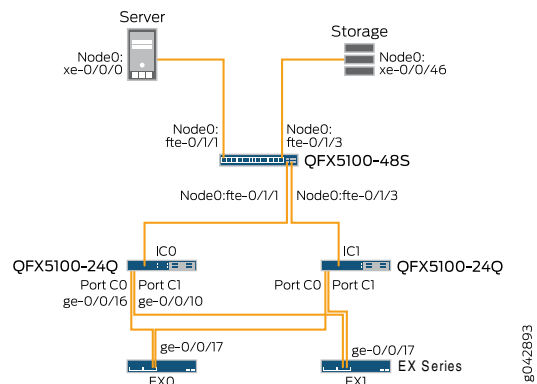 Server
Storage
Node0:
xe-0/0/0
Node0:
xe-0/0/46
Node0:
fte-0/1/1
Node0:
fte-0/1/3
QFX5100-48S
Node0:fte-0/1/1
Node0:fte-0/1/3
IC0
IC1
QFX5100-24Q
QFX5100-24Q
Port C0
Port C1
Port C0
Port C1
ge-0/0/16
ge-0/0/10
ge-0/0/17
ge-0/0/17
EX Series
EX0
EX1
g042893